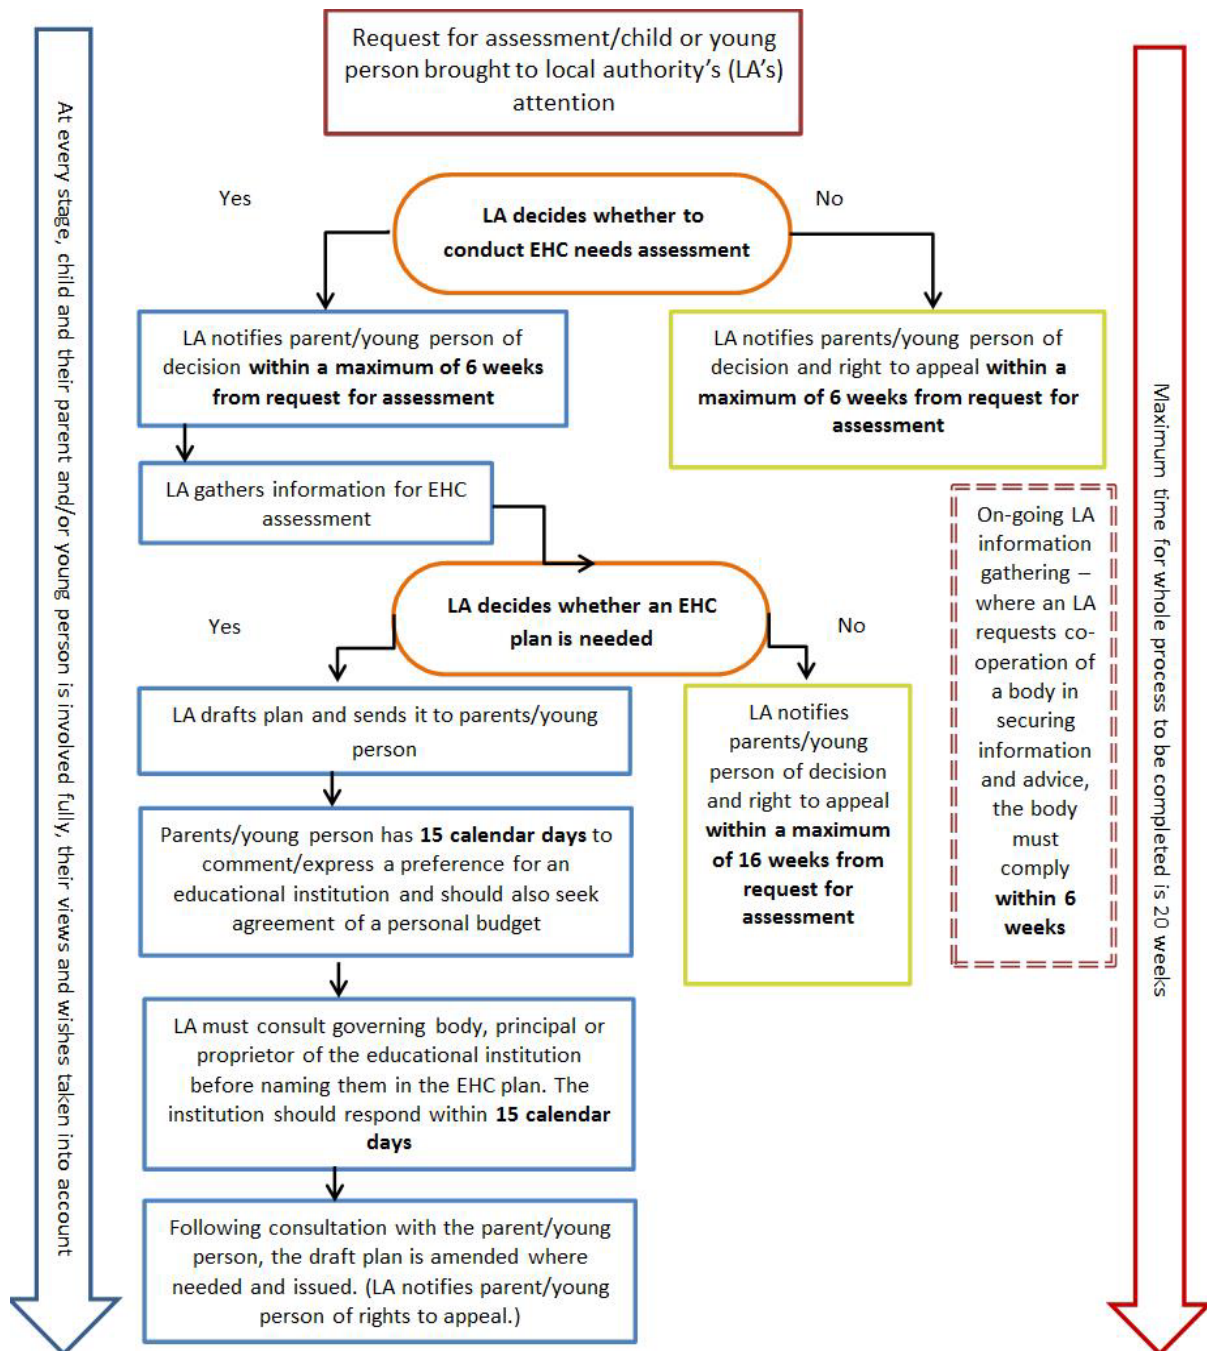 Request for assessment/child or young
person brought to local authority's (LA's)
attention
At every stage, child and their parent and/or young person is involved fully, their views and wishes taken into account
Maximum time for whole process to be completed is 20 weeks
Yes
LA decides whether to
conduct EHC needs assessment
No
LA notifies parent/young person of
decision within a maximum of 6 weeks
from request for assessment
LA notifies parents/young person of
decision and right to appeal within a
maximum of 6 weeks from request for
assessment
LA gathers information for EHC
assessment
On-going LA
information
gathering –
where an LA
requests co-
operation of
a body in
securing
information
and advice,
the body
must
comply
within 6
weeks
Yes
LA decides whether an EHC
plan is needed
No
LA drafts plan and sends it to parents/young
person
LA notifies
parents/young
person of decision
and right to appeal
within a maximum
of 16 weeks from
request for
assessment
Parents/young person has 15 calendar days to
comment/express a preference for an
educational institution and should also seek
agreement of a personal budget
LA must consult governing body, principal or
proprietor of the educational institution
before naming them in the EHC plan. The
institution should respond within 15 calendar
days
Following consultation with the parent/young
person, the draft plan is amended where
needed and issued. (LA notifies parent/young
person of rights to appeal.)